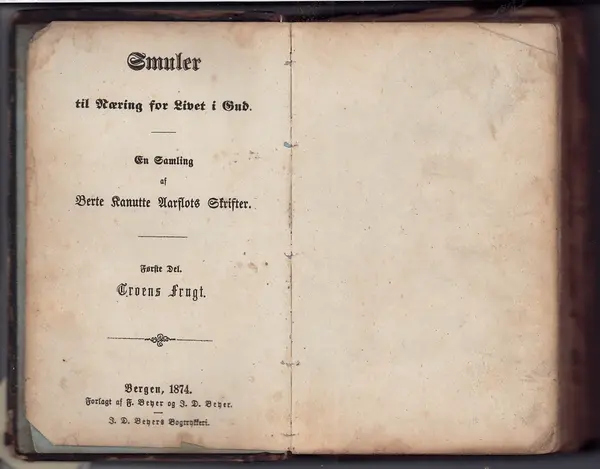 Smuler
til Næring for Livet i Gud.
En Samling
af
Berte Kanutte Aarflots Skrifter.
Første Del.
Troens Frugt.
Bergen, 1874.
Forlagt af F. Beyer og J. D. Beyer.
J. D. Beyers Bogtrykkeri.